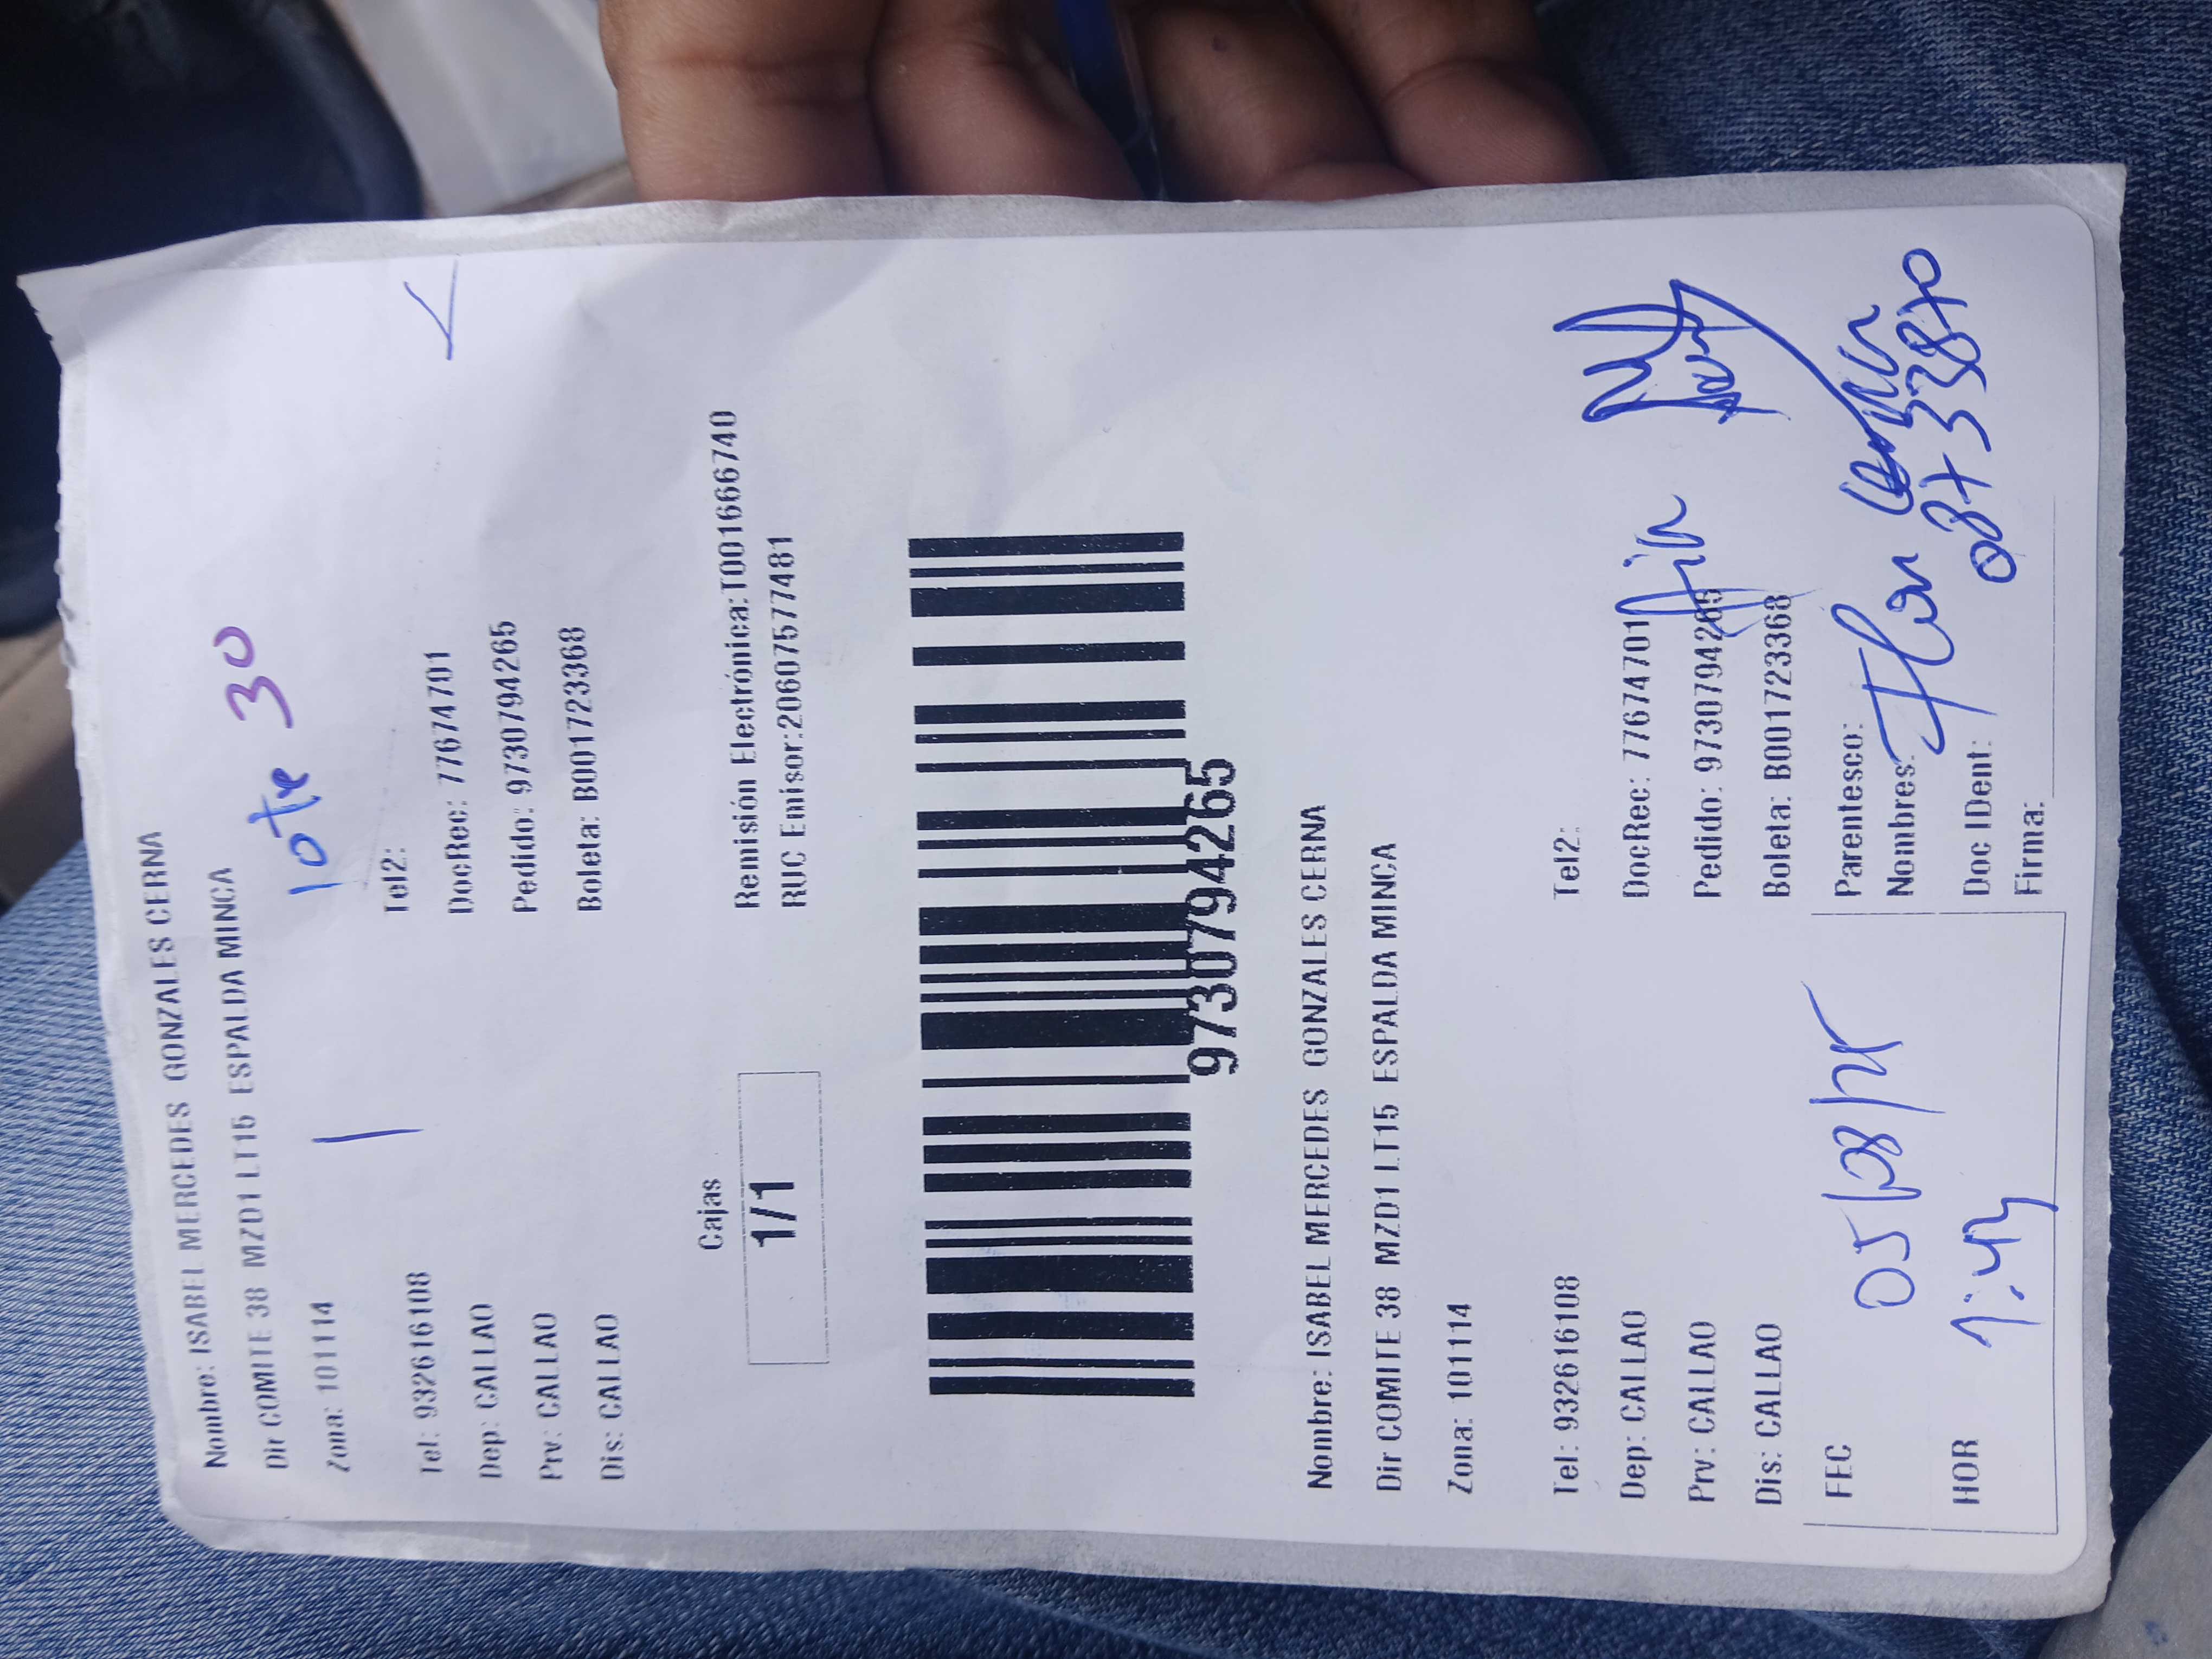 Nombre: ISABEL MERCEDES GONZALES CERNA
Dir COMITE 38 MZD1 LT15 ESPALDA MINCA
lote 30
Zona: 101114
Tel: 932616108 Tel2:
Dep: CALLAO DocRec: 77674701
Prv: CALLAO Pedido: 9730794265
Dis: CALLAO Boleta: B001723368
Cajas
1/1
Remisión Electrónica:T001666740
RUC Emisor:20607577481
9730794265
Nombre: ISABEL MERCEDES GONZALES CERNA
Dir COMITE 38 MZD1 LT15 ESPALDA MINCA
Zona: 101114
Tel: 932616108 Tel2:
Dep: CALLAO DocRec: 77674701
Prv: CALLAO Pedido: 9730794265
Dis: CALLAO Boleta: B001723368
FEC 05/08/ Parentesco:
Nombres: Flor
HOR Doc IDent:
Firma: